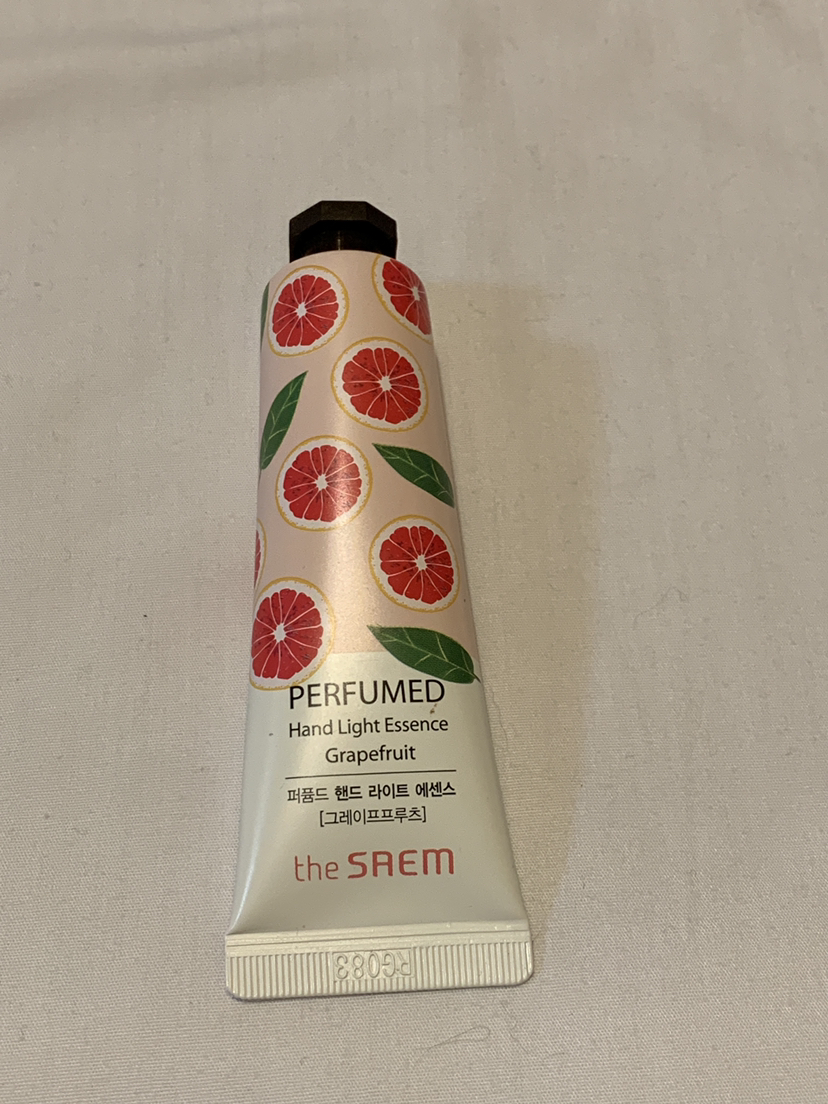 PERFUMED
Hand Light Essence
Grapefruit
퍼퓸드 핸드 라이트 에센스
[그레이프프루츠]
the SAEM
RG083